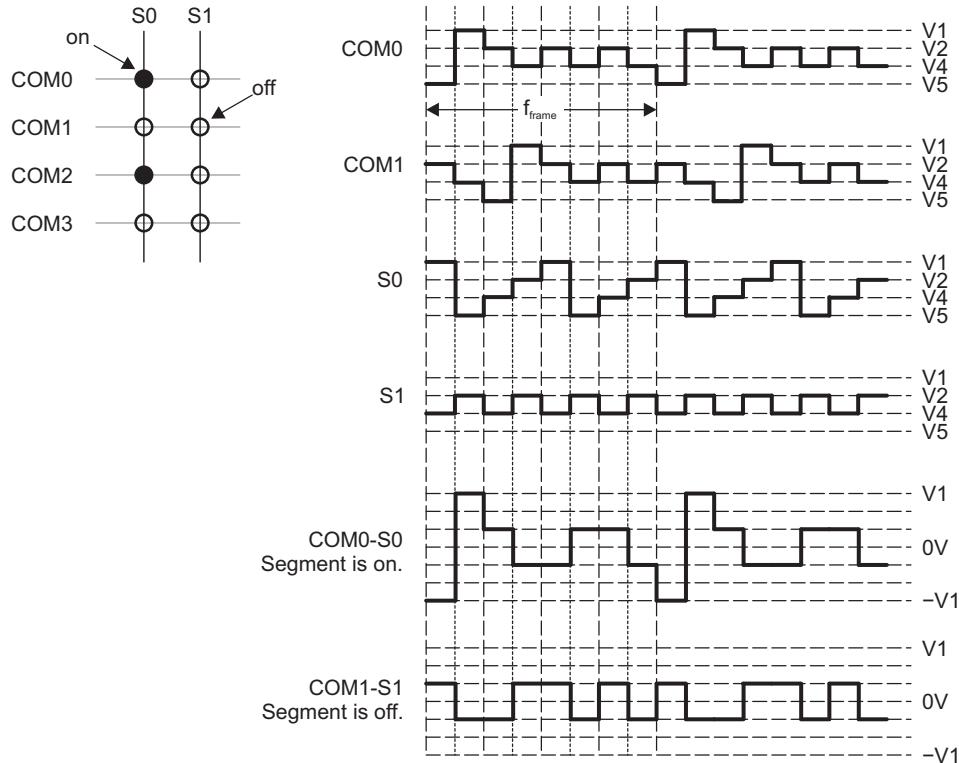 S0 S1
on
COM0
off
COM1
COM2
COM3
COM0
V1
V2
V4
V5
fframe
COM1
V1
V2
V4
V5
S0
V1
V2
V4
V5
S1
V1
V2
V4
V5
COM0-S0
Segment is on.
V1
0V
−V1
COM1-S1
Segment is off.
V1
0V
−V1